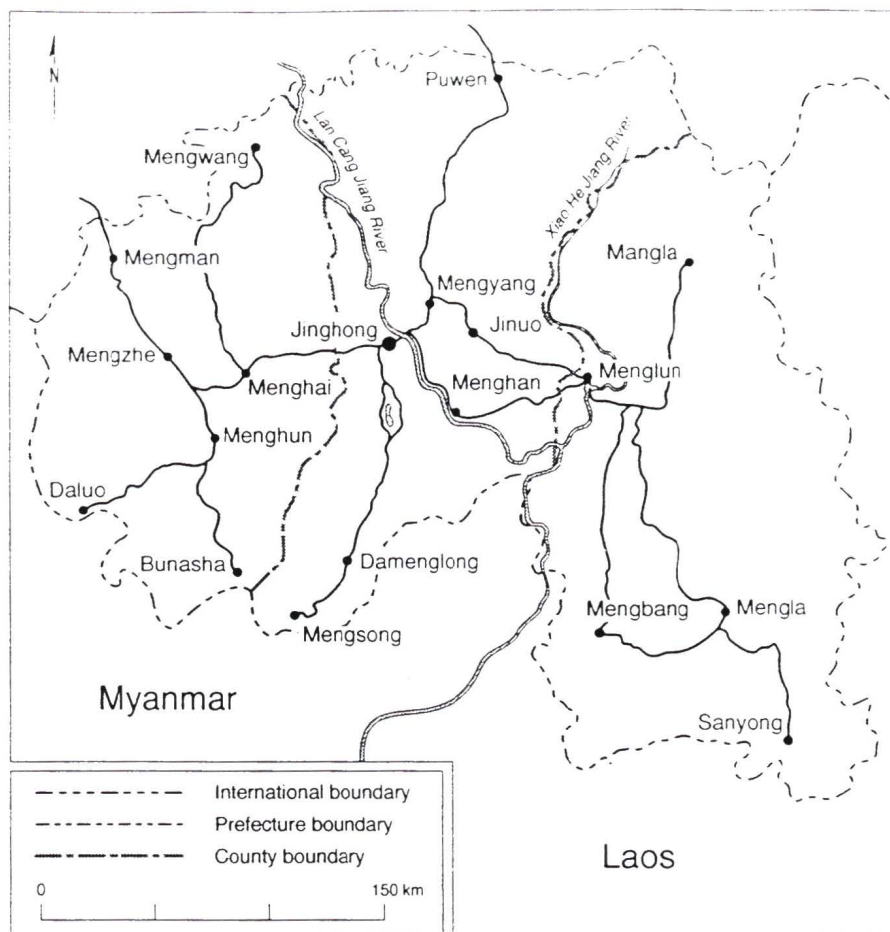 N
Puwen
Lan Cang Jiang River
Xiao He Jiang River
Mengwang
Mengman
Mangla
Mengyang
Jinghong
Jinuo
Mengzhe
Menghai
Menghan
Menglun
Menghun
Daluo
Bunasha
Damenglong
Mengsong
Mengbang
Mengla
Myanmar
Sanyong
International boundary
Prefecture boundary
County boundary
Laos
0 150 km